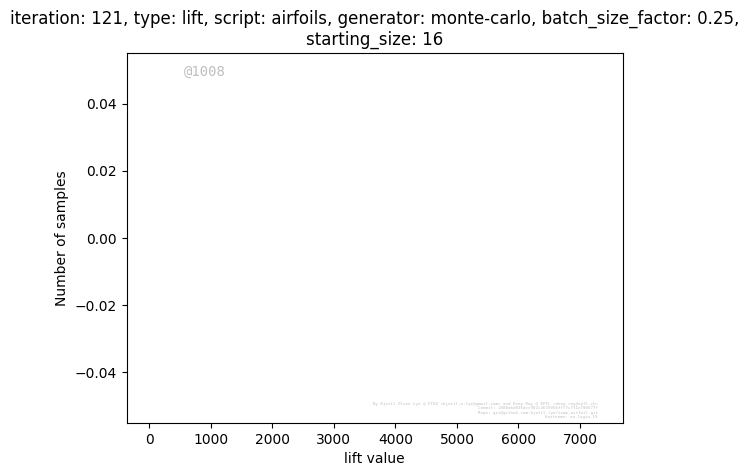 iteration: 121, type: lift, script: airfoils, generator: monte-carlo, batch_size_factor: 0.25,
starting_size: 16
@1008
0.04
0.02
0.00
−0.02
−0.04
Number of samples
0 1000 2000 3000 4000 5000 6000 7000
lift value